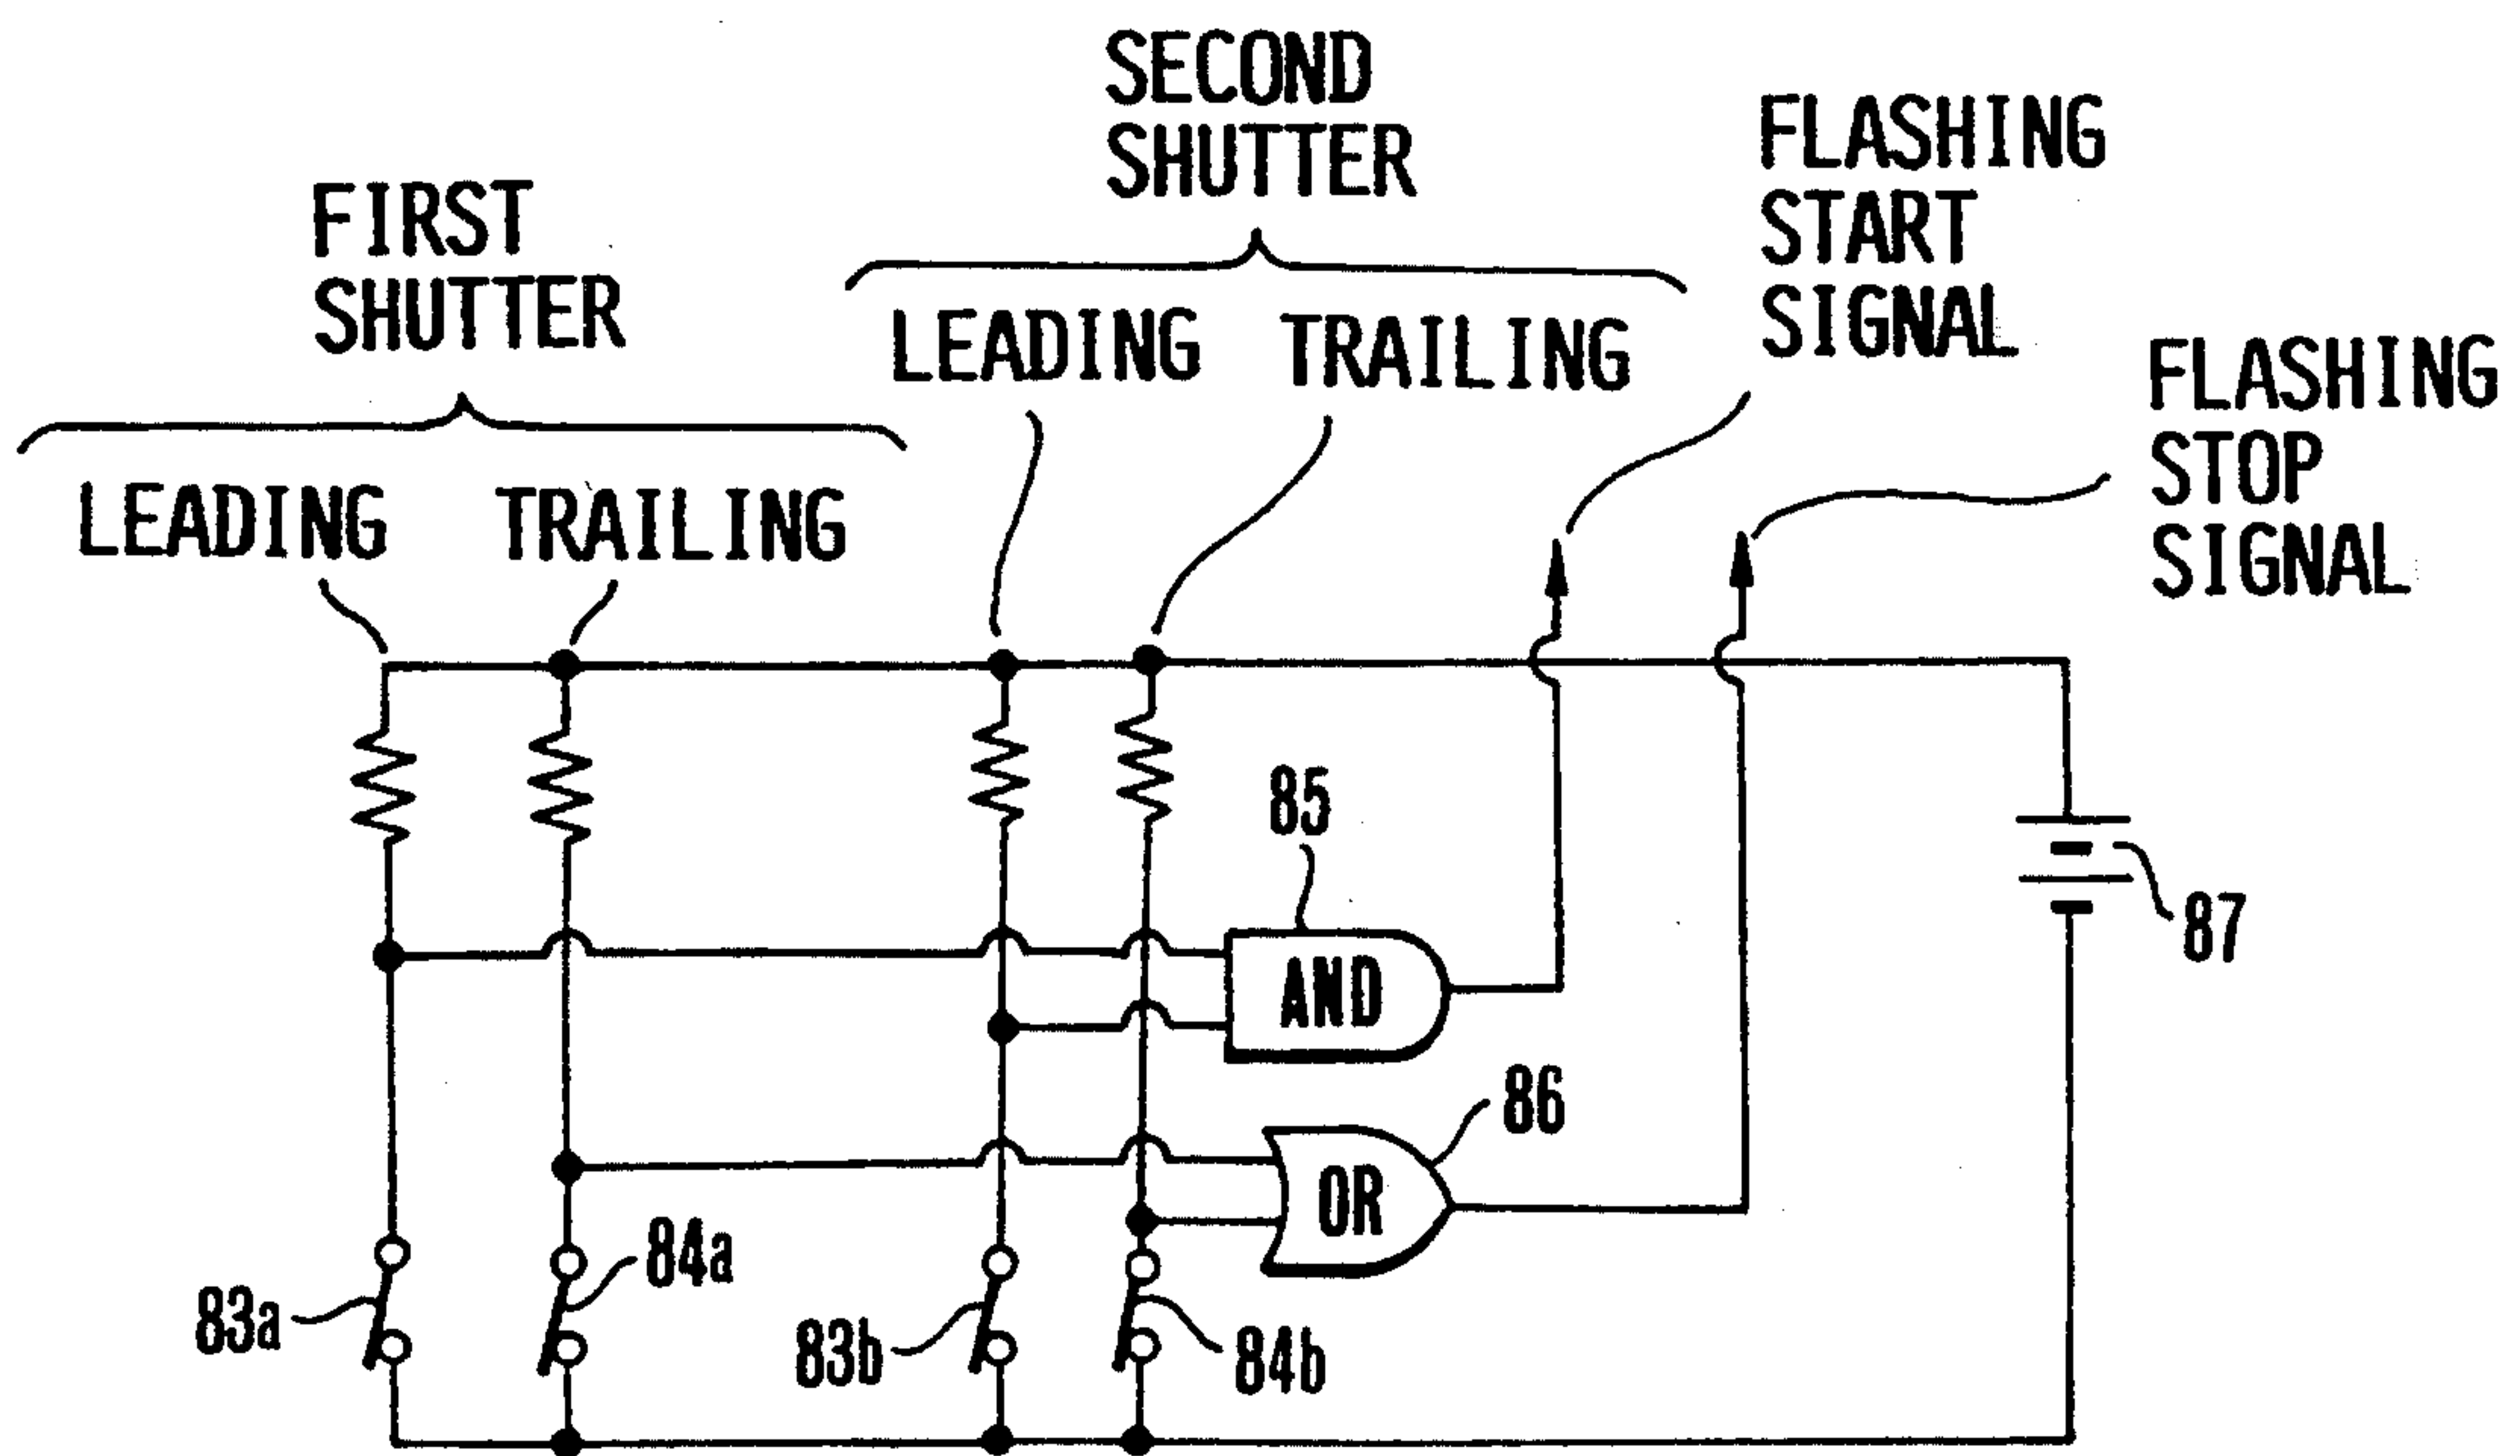 SECOND
SHUTTER
FLASHING
START
SIGNAL
FIRST
SHUTTER
LEADING TRAILING
FLASHING
STOP
SIGNAL
LEADING TRAILING
85
AND
87
86
OR
84a
83a
83b
84b